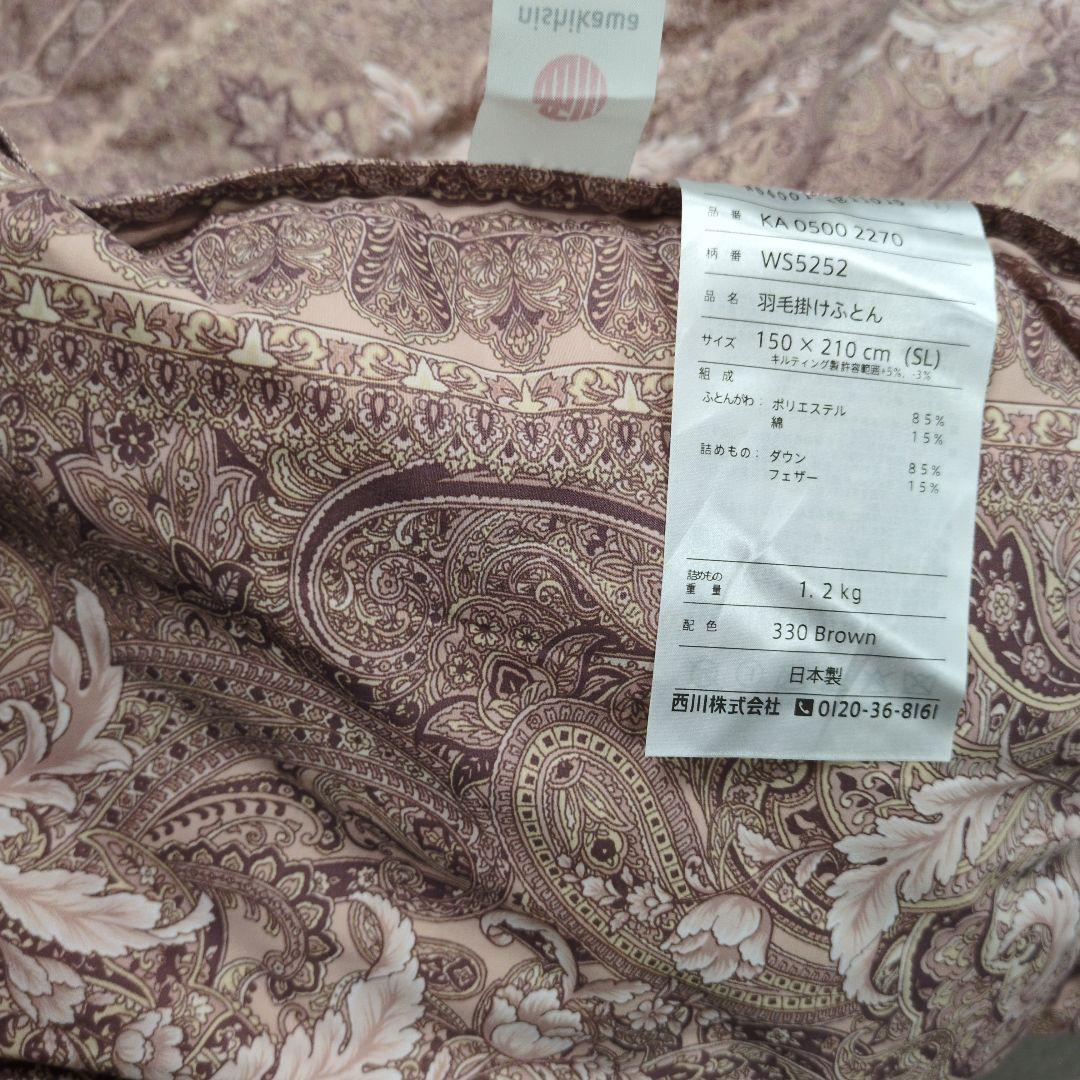 nishikawa
品番 KA 0500 2270
柄番 WS5252
品名 羽毛掛けふとん
サイズ 150 × 210 cm (SL)
キルティング製許容範囲+5%、-3%
組成
ふとんがわ： ポリエステル 85%
綿 15%
詰めもの： ダウン 85%
フェザー 15%
詰めもの重量 1.2kg
配色 330 Brown
日本製
西川株式会社 0120-36-8161